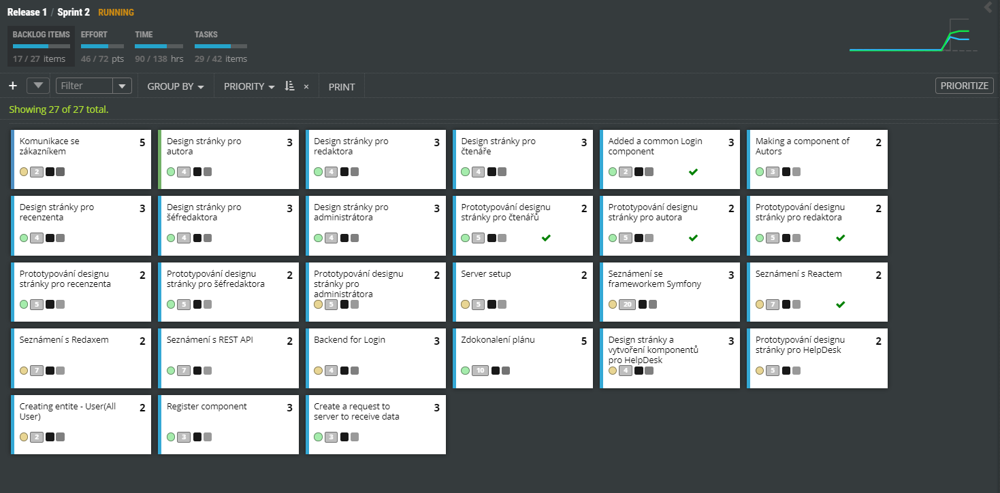 Release 1 / Sprint 2 RUNNING
BACKLOG ITEMS EFFORT TIME TASKS
17 / 27 items 46 / 72 pts 90 / 138 hrs 29 / 42 items
+ Filter GROUP BY PRIORITY × PRINT PRIORITIZE
Showing 27 of 27 total.
Komunikace se
zákazníkem
5
2
Design stránky pro
autora
3
4
Design stránky pro
redaktora
3
4
Design stránky pro
čtenáře
3
4
Added a common Login
component
3
2
Making a component of
Autors
2
3
Design stránky pro
recenzenta
3
4
Design stránky pro
šéfredaktora
3
4
Design stránky pro
administrátora
3
4
Prototypování designu
stránky pro čtenářů
2
5
Prototypování designu
stránky pro autora
2
5
Prototypování designu
stránky pro redaktora
2
5
Prototypování designu
stránky pro recenzenta
2
5
Prototypování designu
stránky pro šéfredaktora
2
5
Prototypování designu
stránky pro
administrátora
2
5
Server setup
2
5
Seznámení se
frameworkem Symfony
3
20
Seznámení s Reactem
2
7
Seznámení s Redaxem
2
7
Seznámení s REST API
2
7
Backend for Login
3
4
Zdokonalení plánu
5
10
Design stránky a
vytvoření komponentů
pro HelpDesk
3
4
Prototypování designu
stránky pro HelpDesk
2
5
Creating entite - User(All
User)
2
2
Register component
3
3
Create a request to
server to receive data
3
3